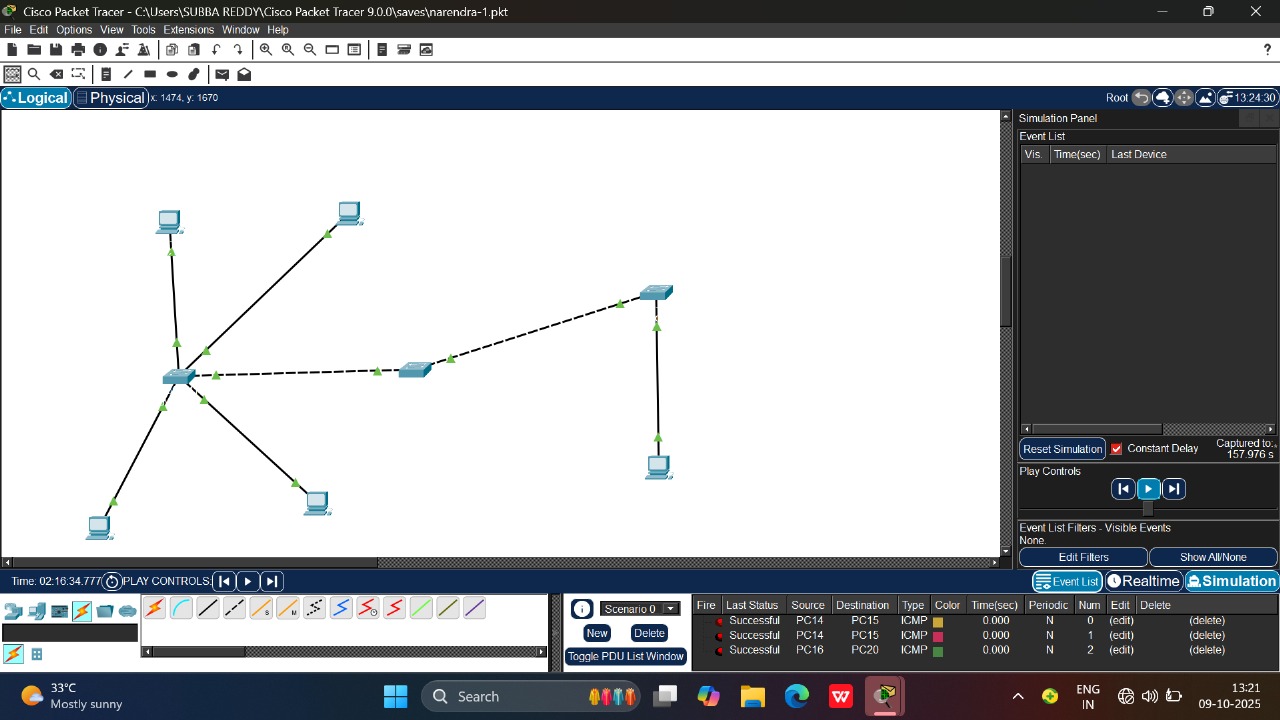 Cisco Packet Tracer - C:\Users\SUBBA REDDY\Cisco Packet Tracer 9.0.0\saves\narendra-1.pkt
File Edit Options View Tools Extensions Window Help
?
Logical Physical x: 1474, y: 1670 Root 13:24:30
Simulation Panel
Event List
Vis. Time(sec) Last Device
Reset Simulation Constant Delay Captured to:
157.976 s
Play Controls
Event List Filters - Visible Events
None.
Edit Filters Show All/None
Time: 02:16:34.777 PLAY CONTROLS: Event List Realtime Simulation
S M
Scenario 0
New Delete
Toggle PDU List Window
Fire Last Status Source Destination Type Color Time(sec) Periodic Num Edit Delete
Successful PC14 PC15 ICMP 0.000 N 0 (edit) (delete)
Successful PC14 PC15 ICMP 0.000 N 1 (edit) (delete)
Successful PC16 PC20 ICMP 0.000 N 2 (edit) (delete)
33°C
Mostly sunny
Search
W
ENG
IN
13:21
09-10-2025